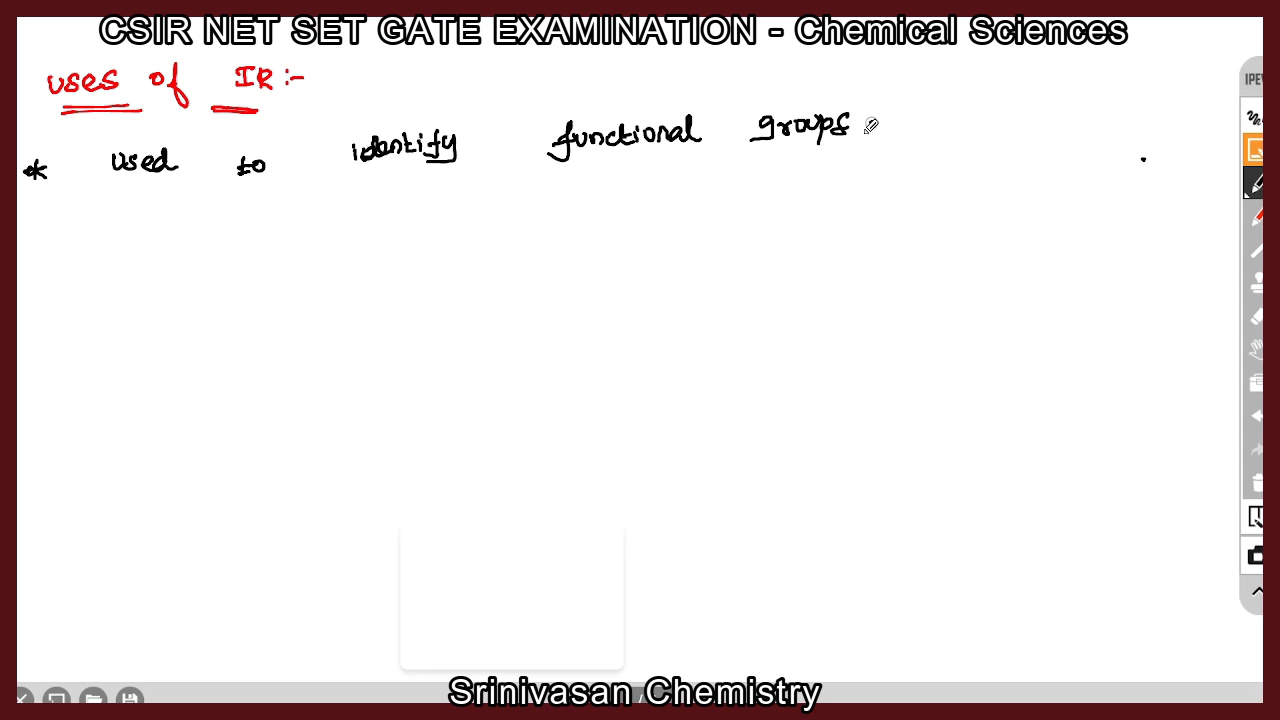 CSIR NET SET GATE EXAMINATION - Chemical Sciences
uses of IR :-
* used to identify functional groups
Srinivasan Chemistry